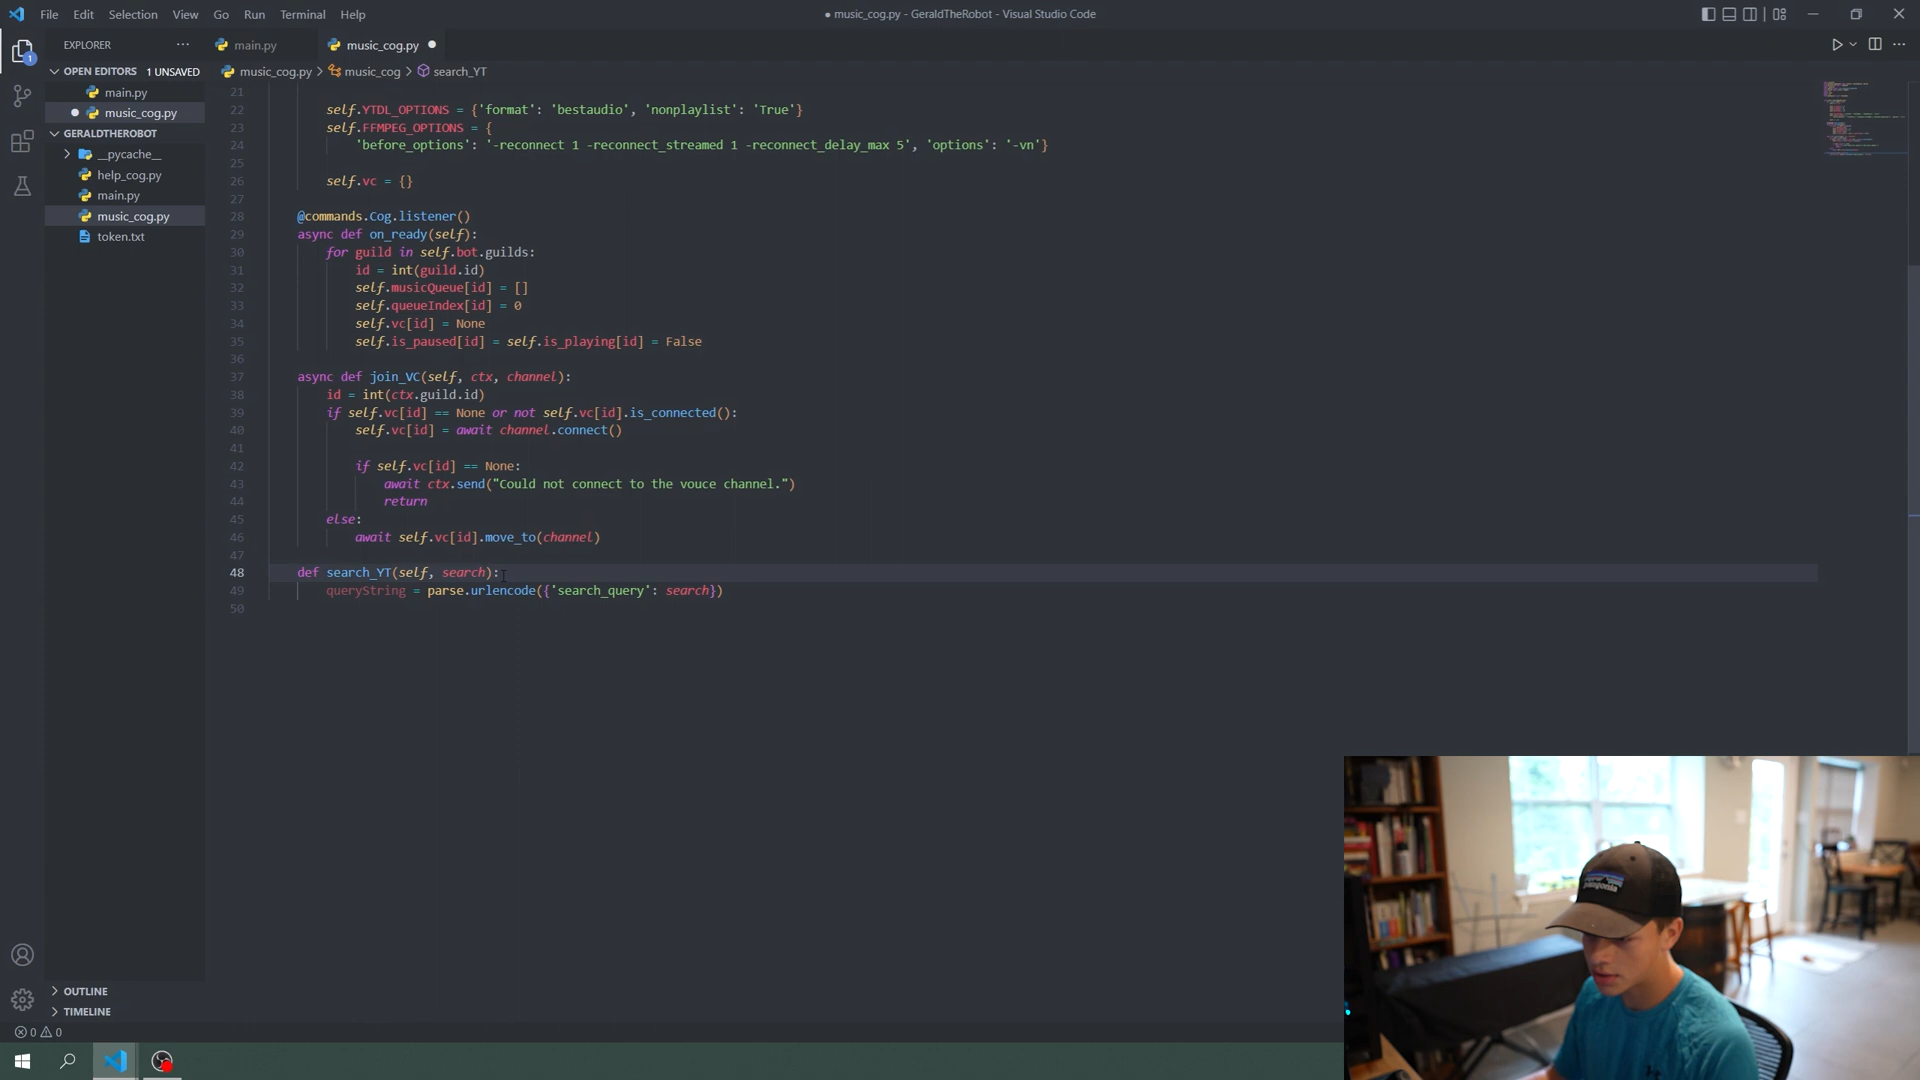 File Edit Selection View Go Run Terminal Help
● music_cog.py - GeraldTheRobot - Visual Studio Code
EXPLORER
main.py
music_cog.py
OPEN EDITORS 1 UNSAVED
main.py
music_cog.py
GERALDTHEROBOT
__pycache__
help_cog.py
main.py
music_cog.py
token.txt
OUTLINE
TIMELINE
0 0
1
music_cog.py > music_cog > search_YT
21
22 self.YTDL_OPTIONS = {'format': 'bestaudio', 'nonplaylist': 'True'}
23 self.FFMPEG_OPTIONS = {
24 'before_options': '-reconnect 1 -reconnect_streamed 1 -reconnect_delay_max 5', 'options': '-vn'}
25
26 self.vc = {}
27
28 @commands.Cog.listener()
29 async def on_ready(self):
30 for guild in self.bot.guilds:
31 id = int(guild.id)
32 self.musicQueue[id] = []
33 self.queueIndex[id] = 0
34 self.vc[id] = None
35 self.is_paused[id] = self.is_playing[id] = False
36
37 async def join_VC(self, ctx, channel):
38 id = int(ctx.guild.id)
39 if self.vc[id] == None or not self.vc[id].is_connected():
40 self.vc[id] = await channel.connect()
41
42 if self.vc[id] == None:
43 await ctx.send("Could not connect to the vouce channel.")
44 return
45 else:
46 await self.vc[id].move_to(channel)
47
48 def search_YT(self, search):
49 queryString = parse.urlencode({'search_query': search})
50
patagonia